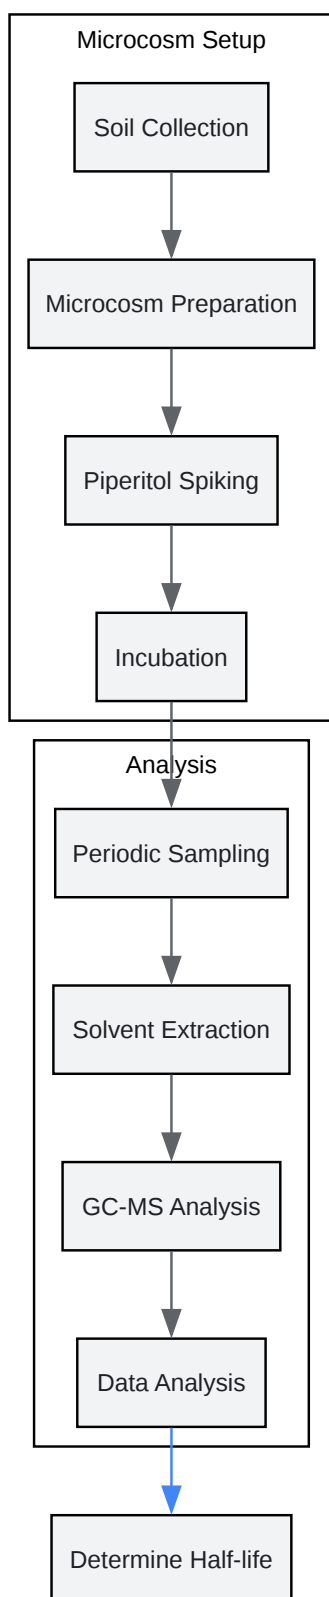 Microcosm Setup
Soil Collection
Microcosm Preparation
Piperitol Spiking
Incubation
Analysis
Periodic Sampling
Solvent Extraction
GC-MS Analysis
Data Analysis
Determine Half-life